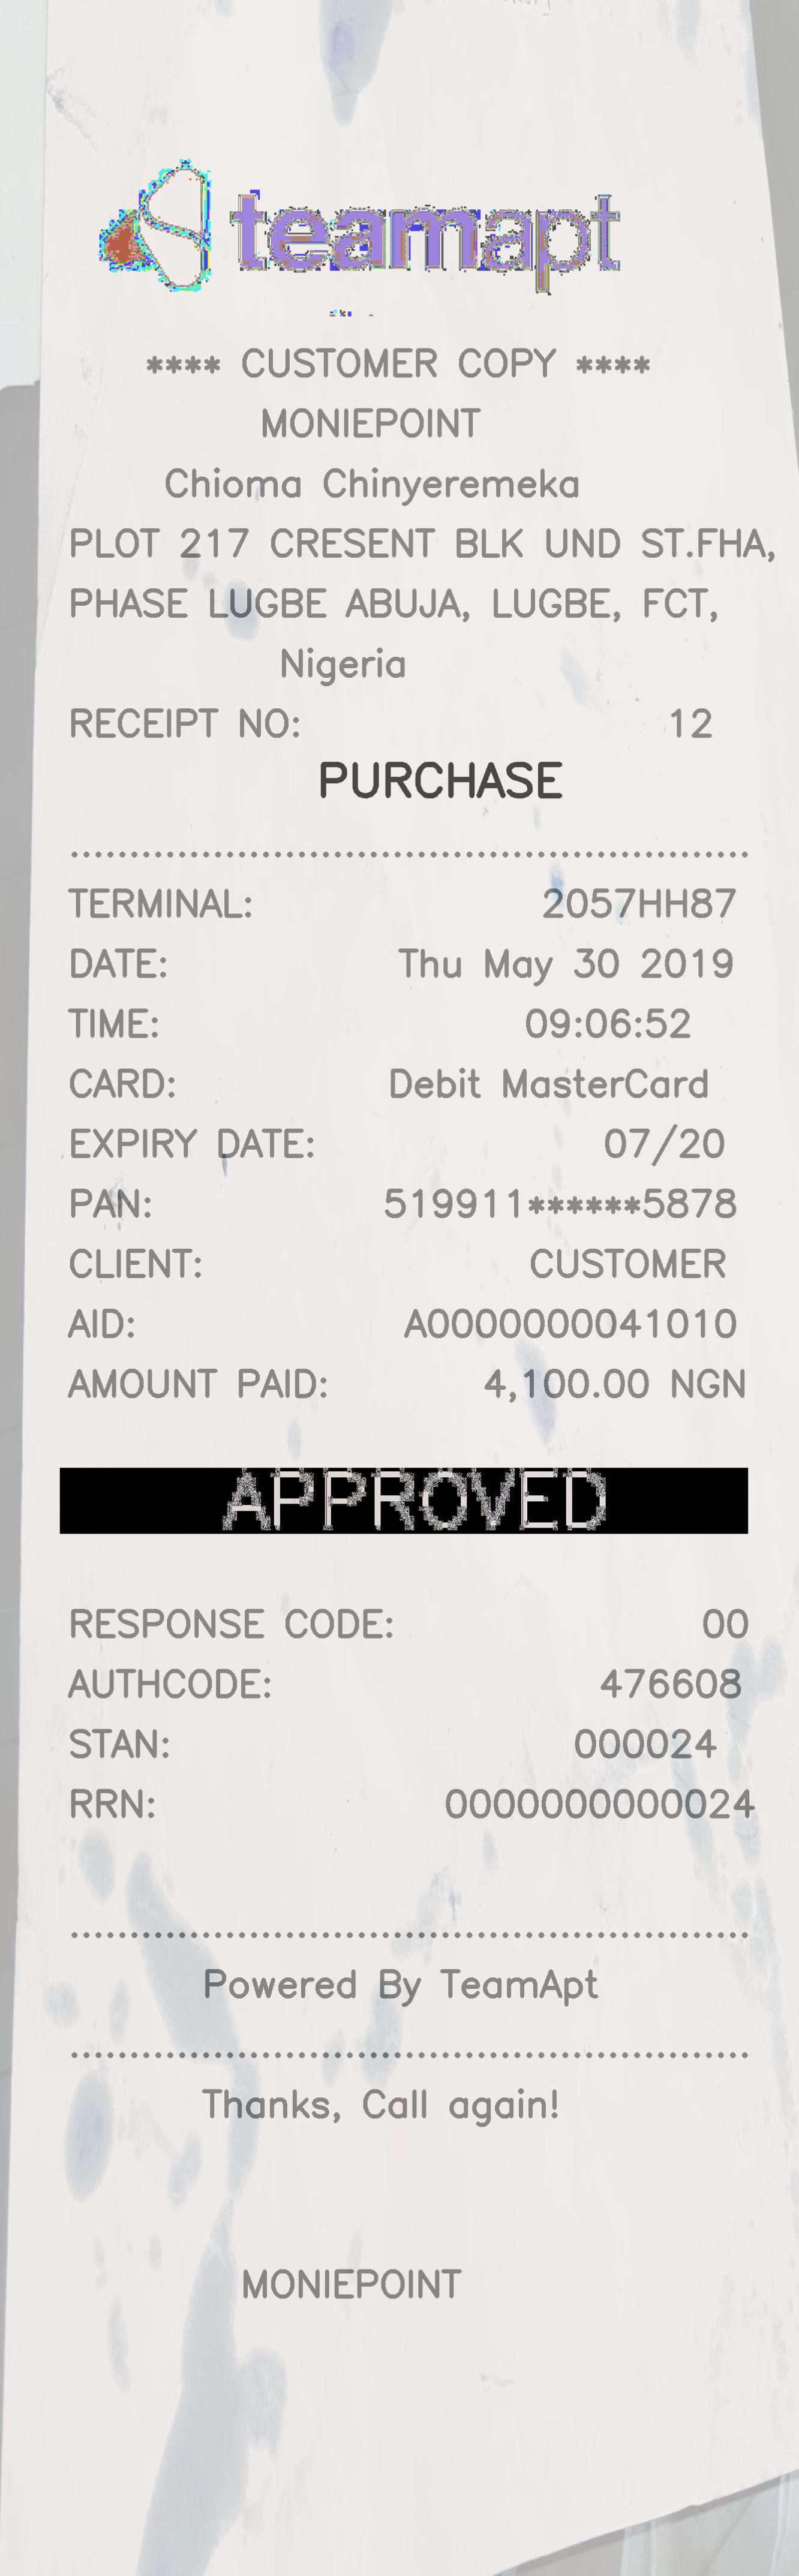 teamapt
**** CUSTOMER COPY ****
MONIEPOINT
Chioma Chinyeremeka
PLOT 217 CRESENT BLK UND ST.FHA,
PHASE LUGBE ABUJA, LUGBE, FCT,
Nigeria
RECEIPT NO: 12
PURCHASE
TERMINAL: 2057HH87
DATE: Thu May 30 2019
TIME: 09:06:52
CARD: Debit MasterCard
EXPIRY DATE: 07/20
PAN: 519911******5878
CLIENT: CUSTOMER
AID: A0000000041010
AMOUNT PAID: 4,100.00 NGN
APPROVED
RESPONSE CODE: 00
AUTHCODE: 476608
STAN: 000024
RRN: 0000000000024
Powered By TeamApt
Thanks, Call again!
MONIEPOINT